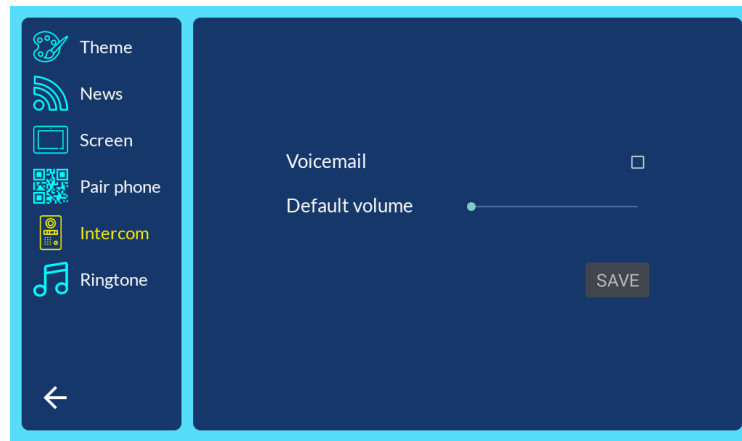 Theme
News
Screen
Pair phone
Intercom
Ringtone
Voicemail
Default volume
SAVE